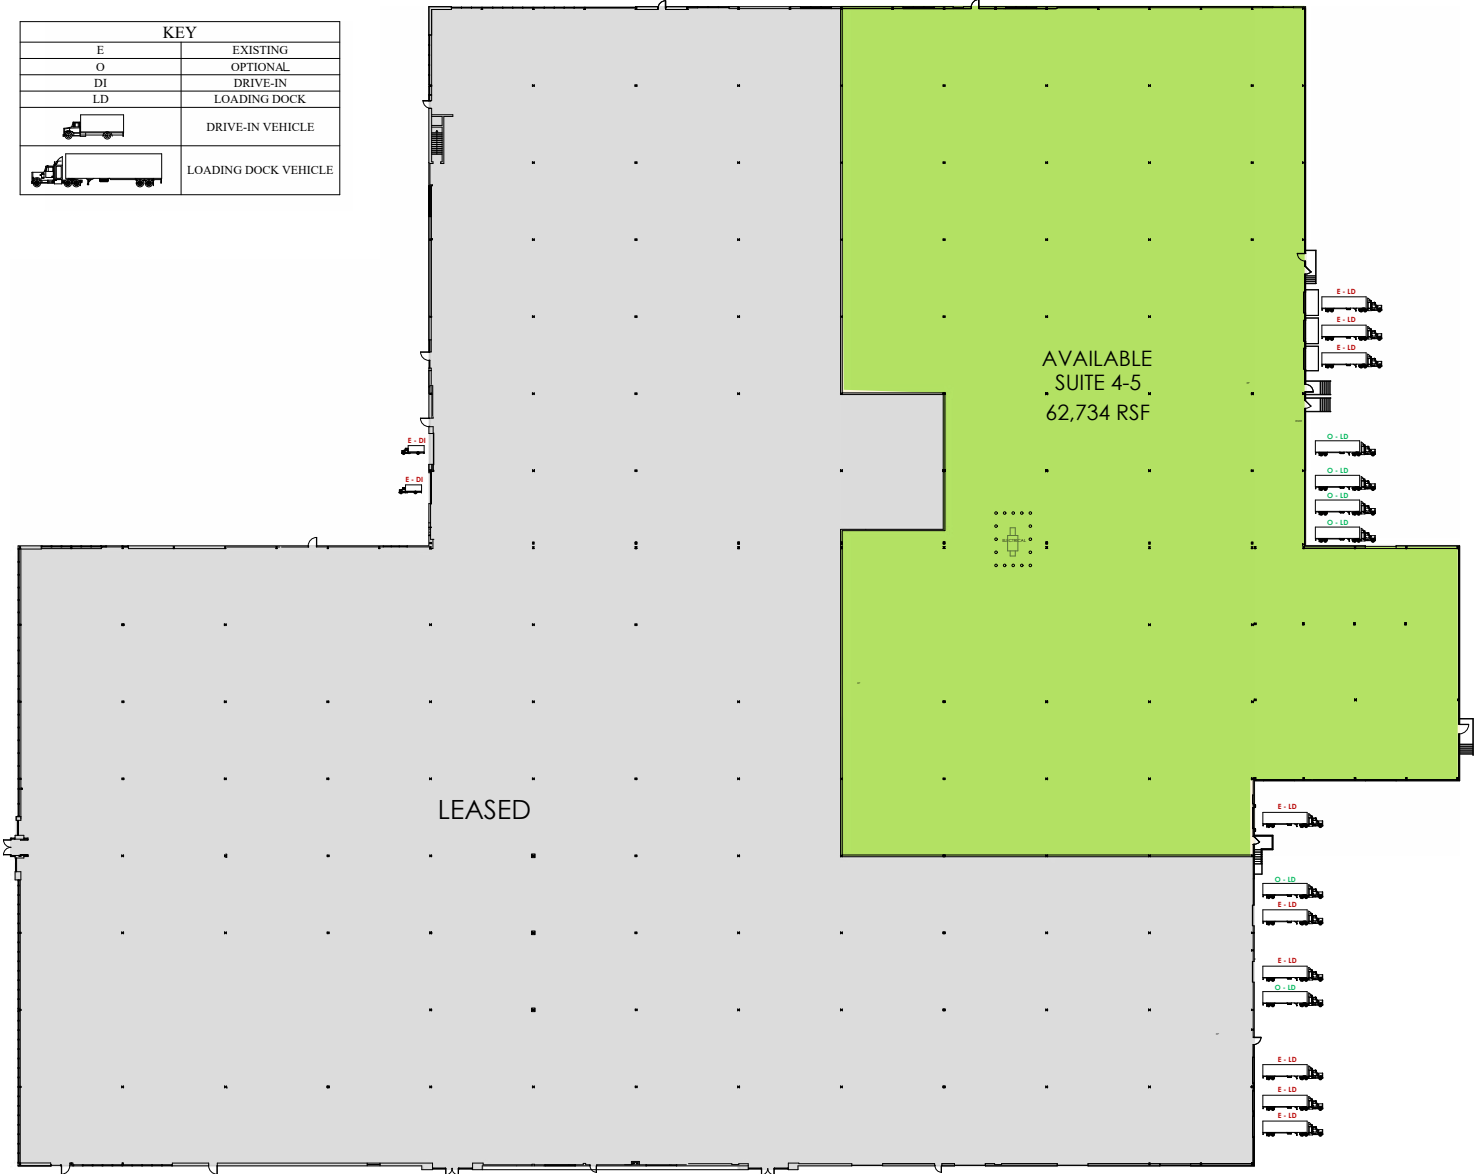 KEY
E EXISTING
O OPTIONAL
DI DRIVE-IN
LD LOADING DOCK
DRIVE-IN VEHICLE
LOADING DOCK VEHICLE
E - LD
E - LD
E - LD
AVAILABLE
SUITE 4-5
62,734 RSF
E - DI
E - DI
O - LD
O - LD
O - LD
O - LD
ELECTRICAL
LEASED
E - LD
O - LD
E - LD
E - LD
O - LD
E - LD
E - LD
E - LD